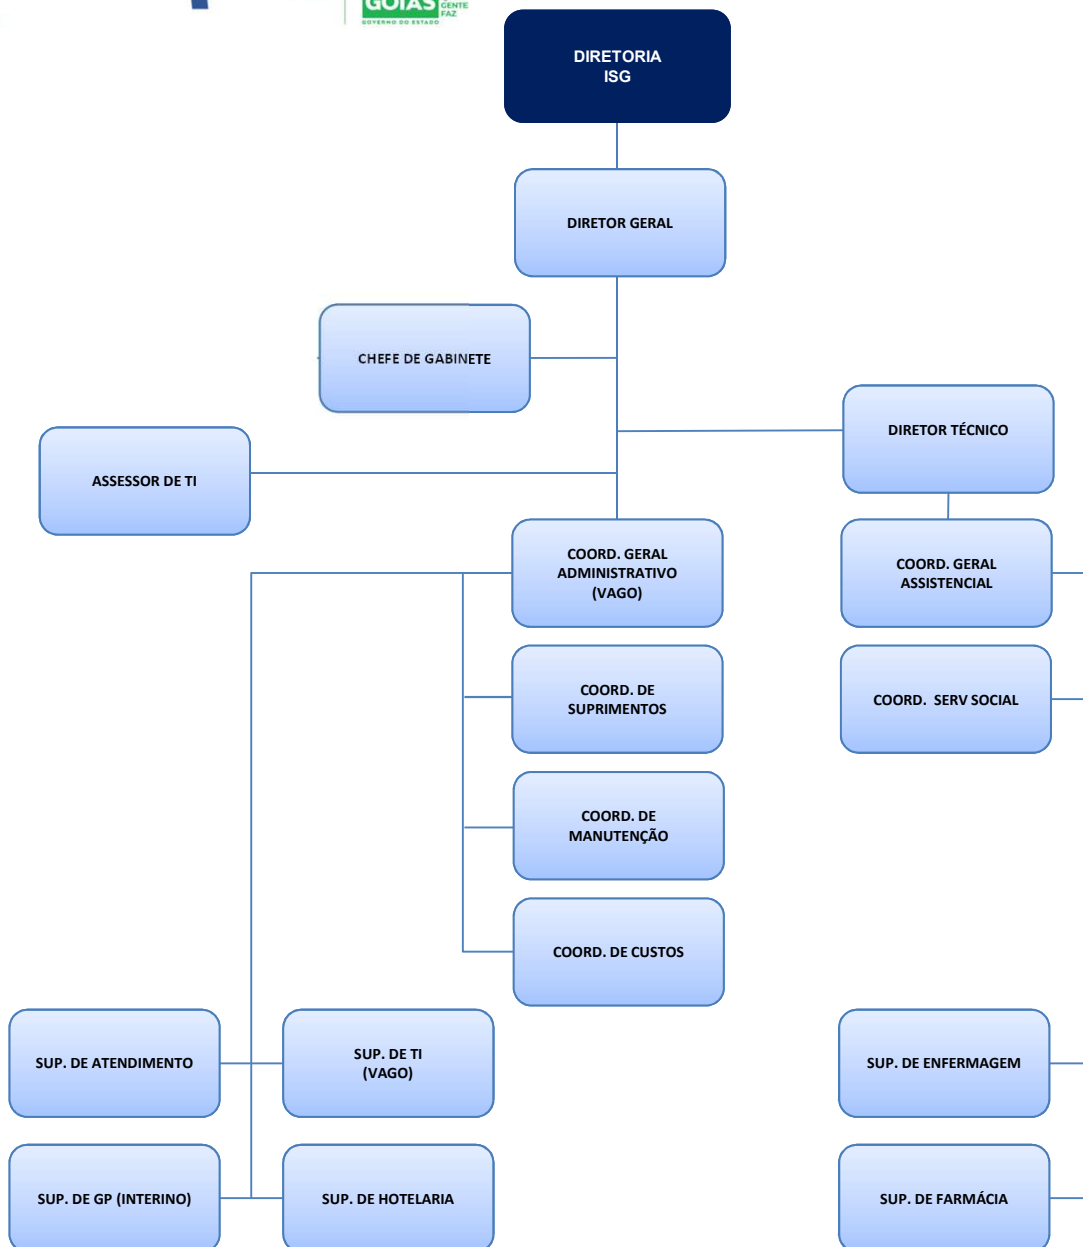 GOIÁS
GENTE
FAZ
GOVERNO DO ESTADO
DIRETORIA
ISG
DIRETOR GERAL
CHEFE DE GABINETE
DIRETOR TÉCNICO
ASSESSOR DE TI
COORD. GERAL
ADMINISTRATIVO
(VAGO)
COORD. GERAL
ASSISTENCIAL
COORD. DE
SUPRIMENTOS
COORD.  SERV SOCIAL
COORD. DE
MANUTENÇÃO
COORD. DE CUSTOS
SUP. DE ATENDIMENTO
SUP. DE TI
(VAGO)
SUP. DE ENFERMAGEM
SUP. DE GP (INTERINO)
SUP. DE HOTELARIA
SUP. DE FARMÁCIA